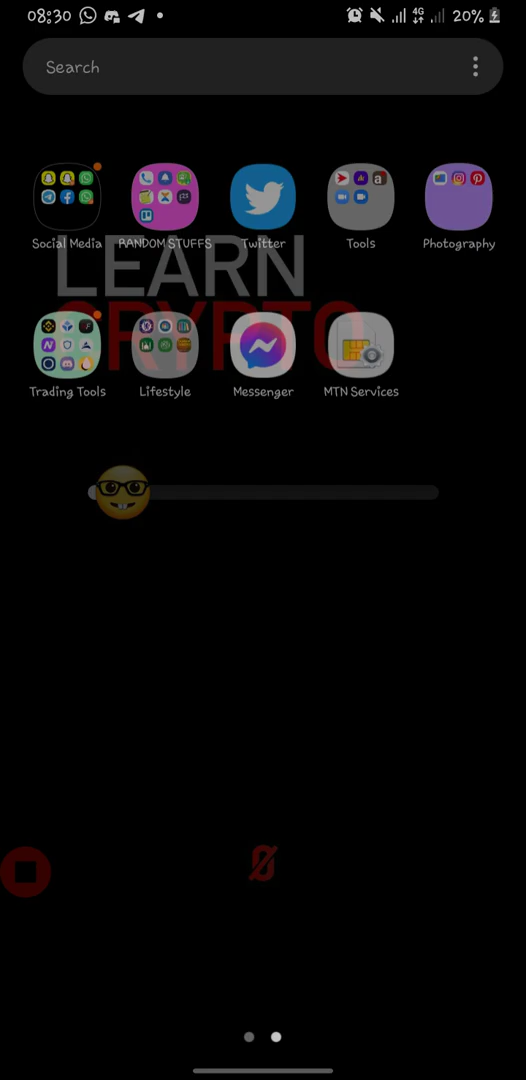 08:30
4G
20%
Search
Social Media
RANDOM STUFFS
Twitter
Tools
Photography
LEARN
CRYPTO
Trading Tools
Lifestyle
Messenger
MTN Services